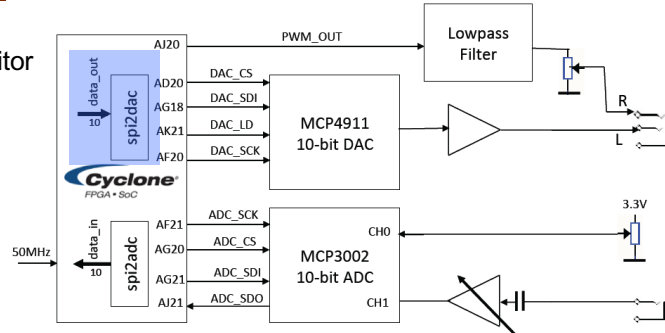 itor
AJ20
PWM_OUT
Lowpass
Filter
data_out
10
spi2dac
AD20
DAC_CS
AG18
DAC_SDI
AK21
DAC_LD
AF20
DAC_SCK
MCP4911
10-bit DAC
R
L
Cyclone®
FPGA • SoC
50MHz
data_in
10
spi2adc
AF21
ADC_SCK
AG20
ADC_CS
AG21
ADC_SDI
AJ21
ADC_SDO
MCP3002
10-bit ADC
CH0
CH1
3.3V